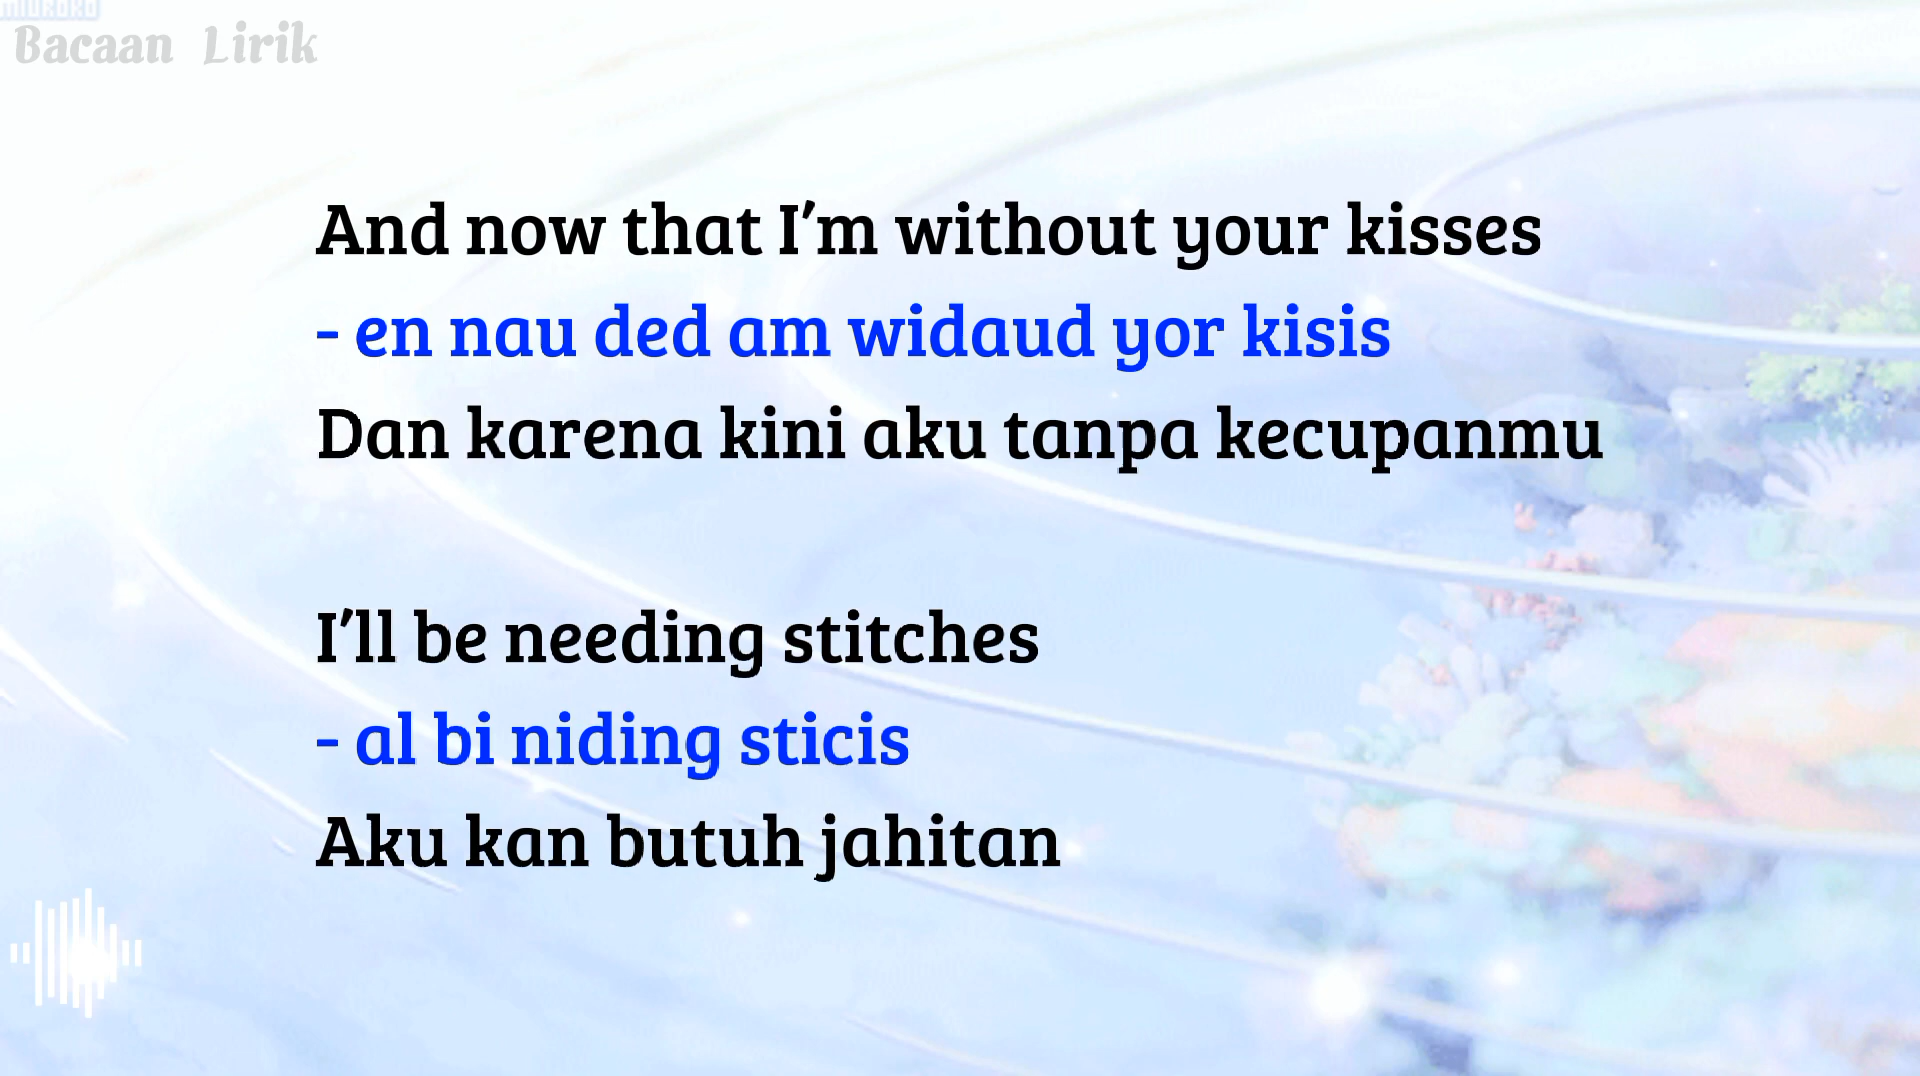 MIUROKO
Bacaan Lirik
And now that I'm without your kisses
- en nau ded am widaud yor kisis
Dan karena kini aku tanpa kecupanmu
I'll be needing stitches
- al bi niding sticis
Aku kan butuh jahitan